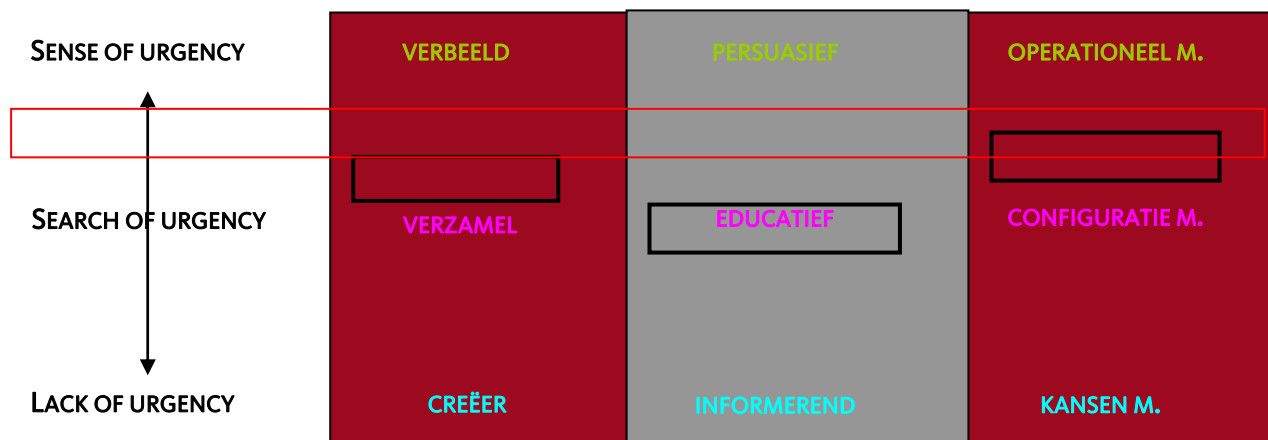 SENSE OF URGENCY VERBEELD PERSUASIEF OPERATIONEEL M.
SEARCH OF URGENCY VERZAMEL EDUCATIEF CONFIGURATIE M.
LACK OF URGENCY CREËER INFORMEREND KANSEN M.